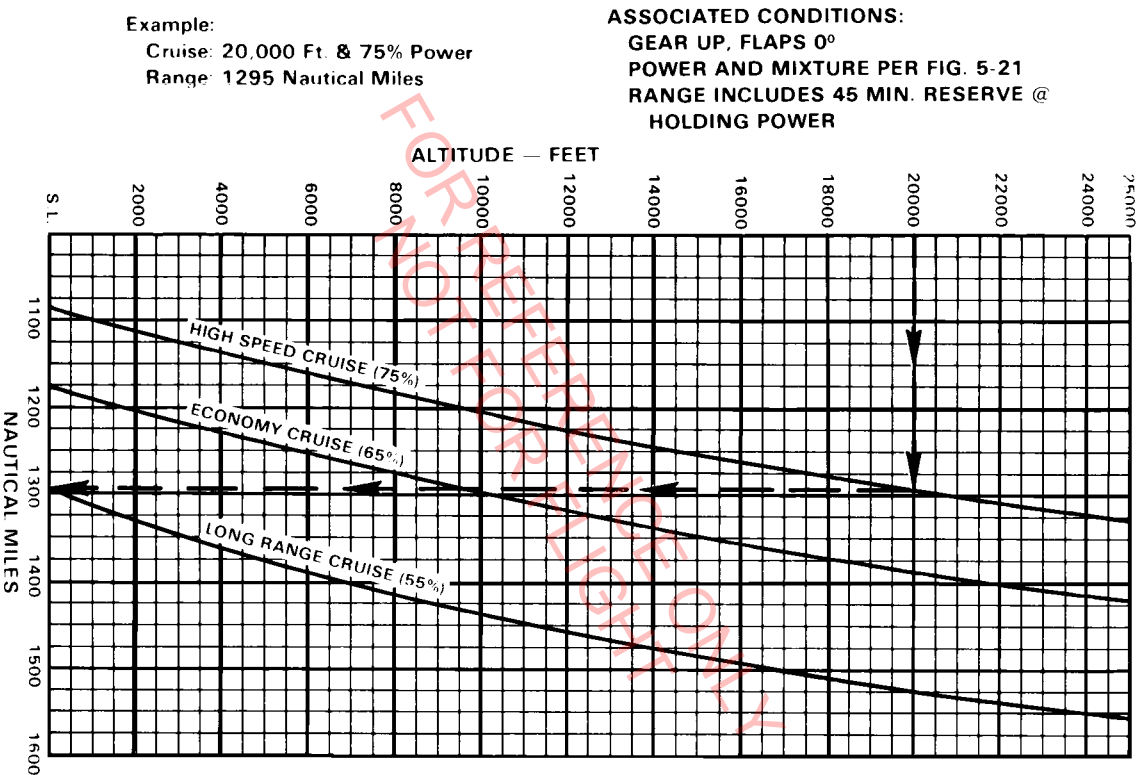 Example:
Cruise: 20,000 Ft. & 75% Power
Range: 1295 Nautical Miles
ASSOCIATED CONDITIONS:
GEAR UP, FLAPS 0º
POWER AND MIXTURE PER FIG. 5-21
RANGE INCLUDES 45 MIN. RESERVE @
HOLDING POWER
ALTITUDE — FEET
S.L.
2000
4000
6000
8000
10000
12000
14000
16000
18000
20000
22000
24000
25000
1100
1200
1300
1400
1500
1600
NAUTICAL MILES
HIGH SPEED CRUISE (75%)
ECONOMY CRUISE (65%)
LONG RANGE CRUISE (55%)
FOR REFERENCE ONLY
NOT FOR FLIGHT